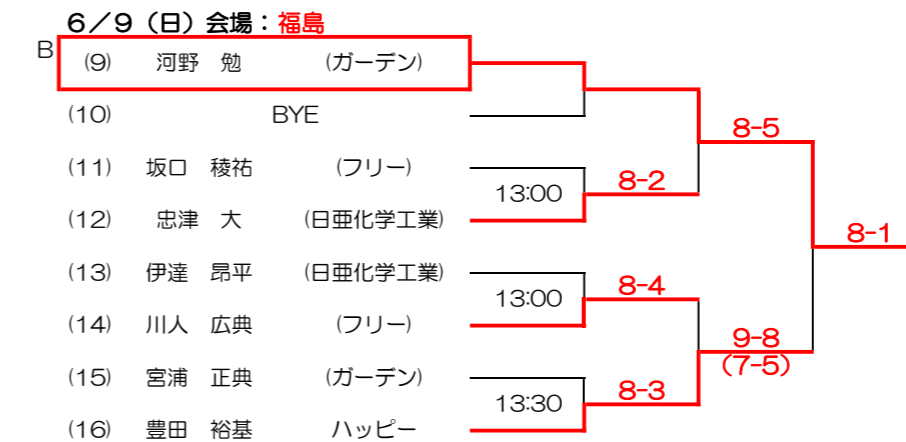 6／9（日）会場：福島
B
(9) 河野 勉 (ガーデン)
(10) BYE
8-5
(11) 坂口 稜祐 (フリー)
13:00 8-2
(12) 忠津 大 (日亜化学工業)
8-1
(13) 伊達 昂平 (日亜化学工業)
13:00 8-4
(14) 川人 広典 (フリー)
9-8
(7-5)
(15) 宮浦 正典 (ガーデン)
13:30 8-3
(16) 豊田 裕基 ハッピー